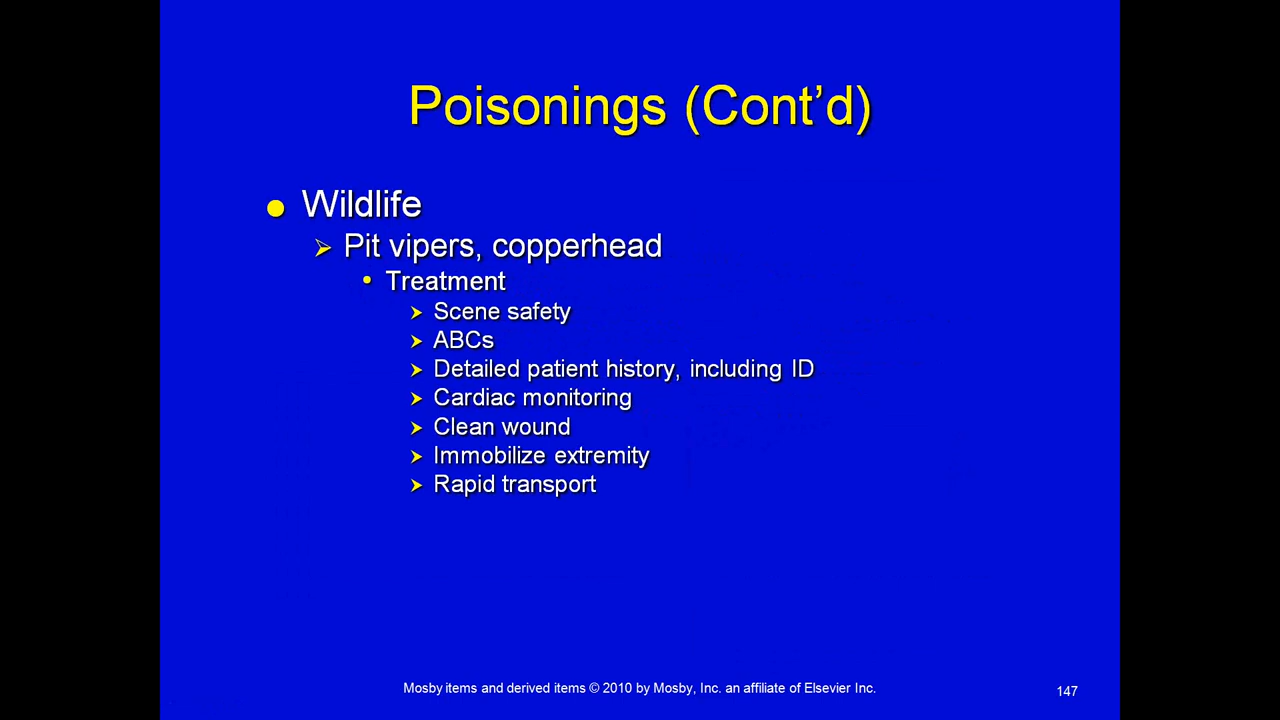 Poisonings (Cont’d)
Wildlife
Pit vipers, copperhead
Treatment
Scene safety
ABCs
Detailed patient history, including ID
Cardiac monitoring
Clean wound
Immobilize extremity
Rapid transport
Mosby items and derived items © 2010 by Mosby, Inc. an affiliate of Elsevier Inc.
147